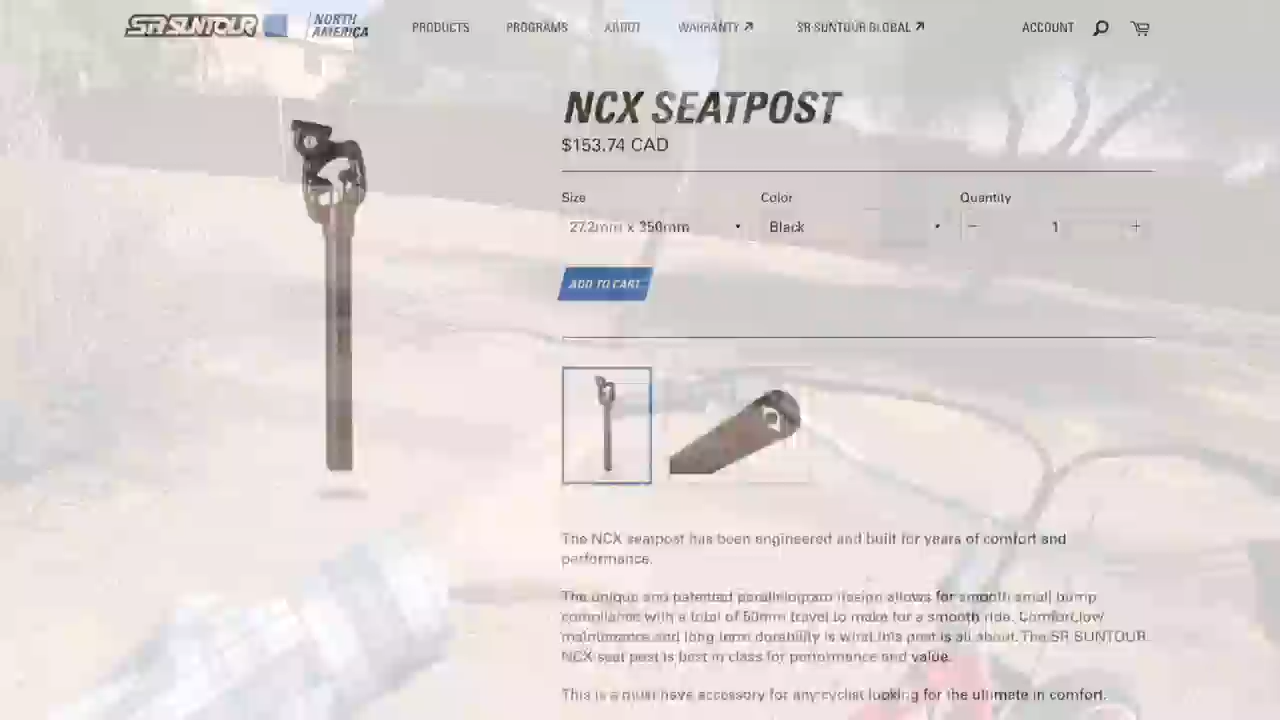 SR SUNTOUR NORTH AMERICA PRODUCTS PROGRAMS ABOUT WARRANTY SR SUNTOUR GLOBAL ACCOUNT
NCX SEATPOST
$153.74 CAD
Size Color Quantity
27.2mm x 350mm Black − 1 +
ADD TO CART
The NCX seatpost has been engineered and built for years of comfort and
performance.
The unique and patented parallelogram design allows for smooth small bump
compliance with a total of 50mm travel to make for a smooth ride. Comfort, low
maintenance and long term durability is what this post is all about. The SR SUNTOUR
NCX seat post is best in class for performance and value.
This is a must have accessory for any cyclist looking for the ultimate in comfort.